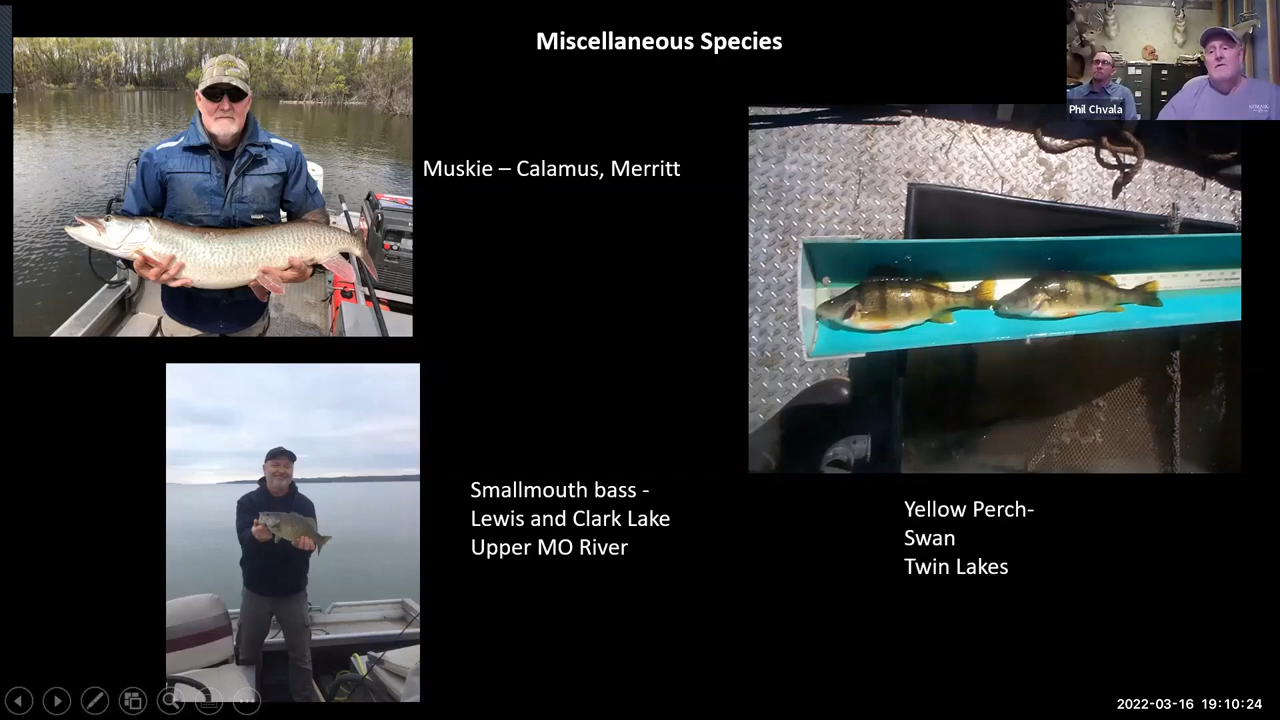 Miscellaneous Species
Phil Chvala
Muskie – Calamus, Merritt
Smallmouth bass -
Lewis and Clark Lake
Upper MO River
Yellow Perch-
Swan
Twin Lakes
2022-03-16 19:10:24